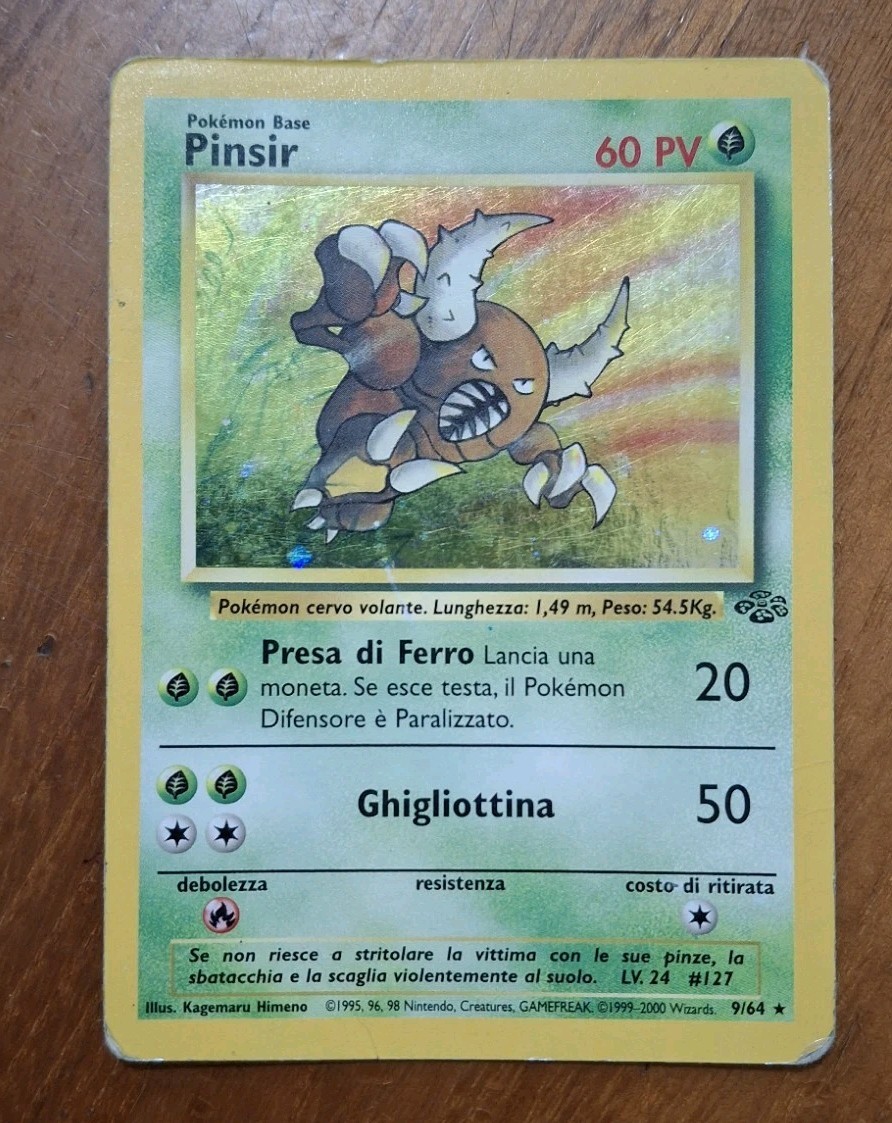 Pokémon Base
Pinsir
60 PV
Pokémon cervo volante. Lunghezza: 1,49 m, Peso: 54.5Kg.
Presa di Ferro Lancia una
moneta. Se esce testa, il Pokémon
Difensore è Paralizzato.
20
Ghigliottina
50
debolezza resistenza costo di ritirata
Se non riesce a stritolare la vittima con le sue pinze, la
sbatacchia e la scaglia violentemente al suolo. LV. 24 #127
Illus. Kagemaru Himeno ©1995, 96, 98 Nintendo, Creatures, GAMEFREAK. ©1999-2000 Wizards. 9/64 ★